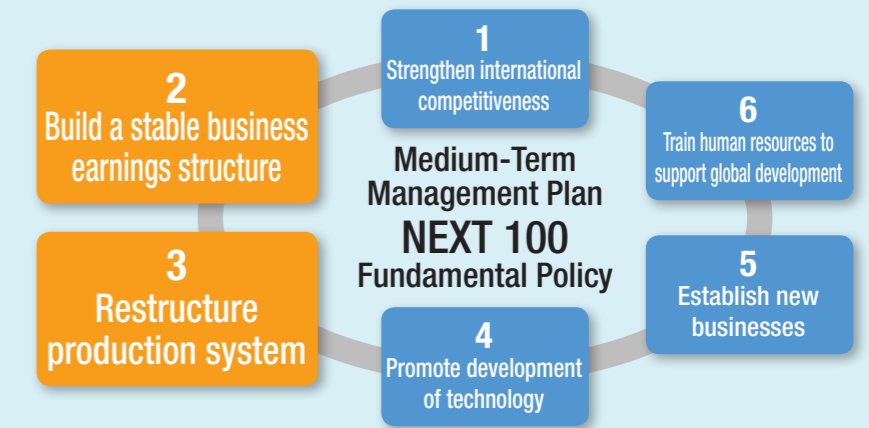 1
Strengthen international
competitiveness
2
Build a stable business
earnings structure
3
Restructure
production system
4
Promote development
of technology
5
Establish new
businesses
6
Train human resources to
support global development
Medium-Term
Management Plan
NEXT 100
Fundamental Policy